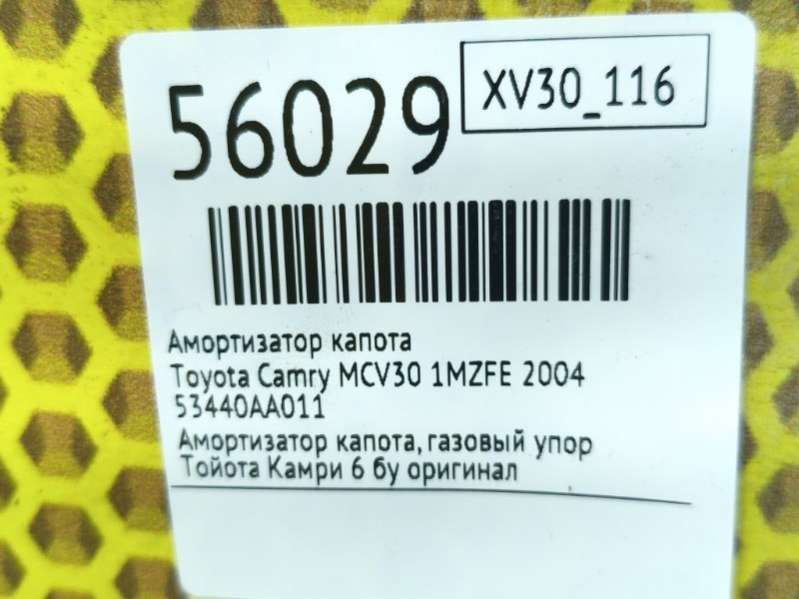 56029
XV30_116
Амортизатор капота
Toyota Camry MCV30 1MZFE 2004
53440AA011
Амортизатор капота, газовый упор
Тойота Камри 6 бу оригинал